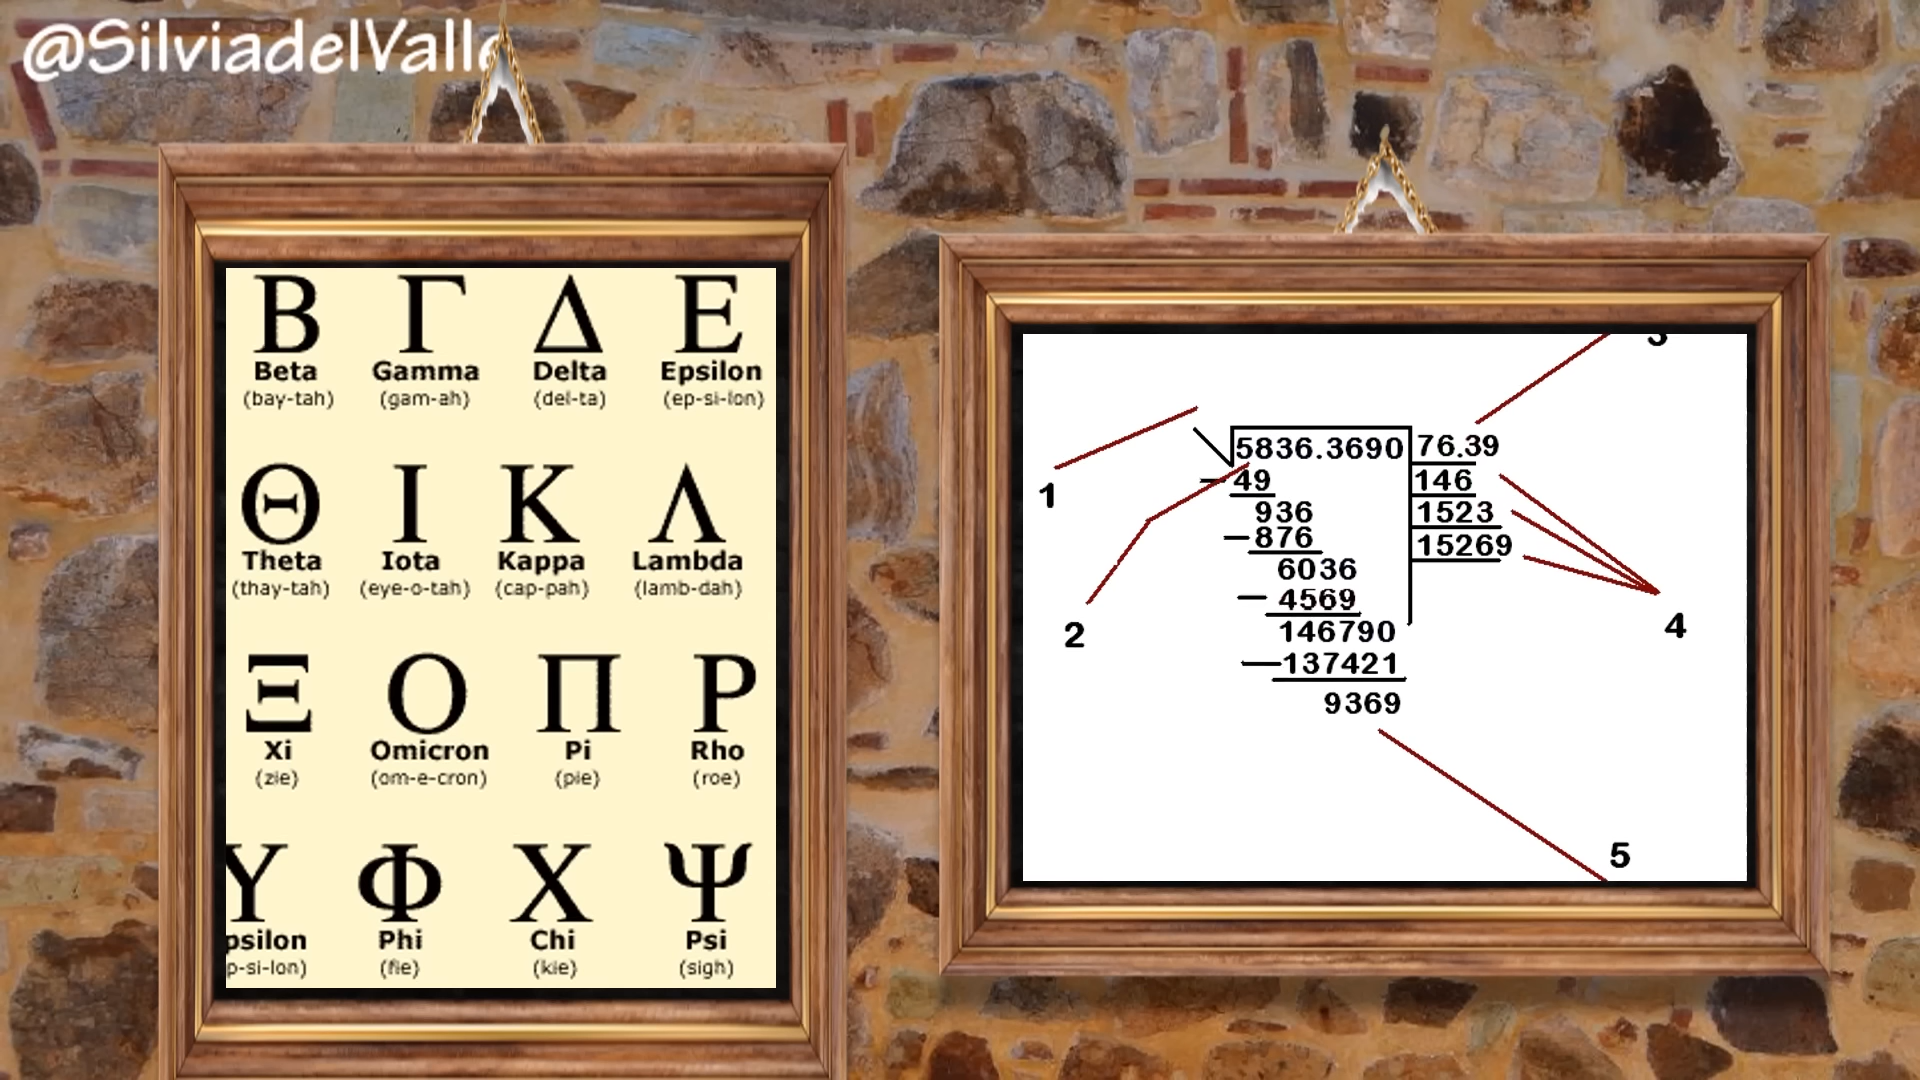 @SilviadelValle
Β Γ Δ Ε
Beta Gamma Delta Epsilon
(bay-tah) (gam-ah) (del-ta) (ep-si-lon)
Θ Ι Κ Λ
Theta Iota Kappa Lambda
(thay-tah) (eye-o-tah) (cap-pah) (lamb-dah)
Ξ Ο Π Ρ
Xi Omicron Pi Rho
(zie) (om-e-cron) (pie) (roe)
Υ Φ Χ Ψ
psilon Phi Chi Psi
p-si-lon) (fie) (kie) (sigh)
3
5836.3690 76.39
1
49 146
936 1523
—876 15269
6036
— 4569
2
4
146790
—137421
9369
5